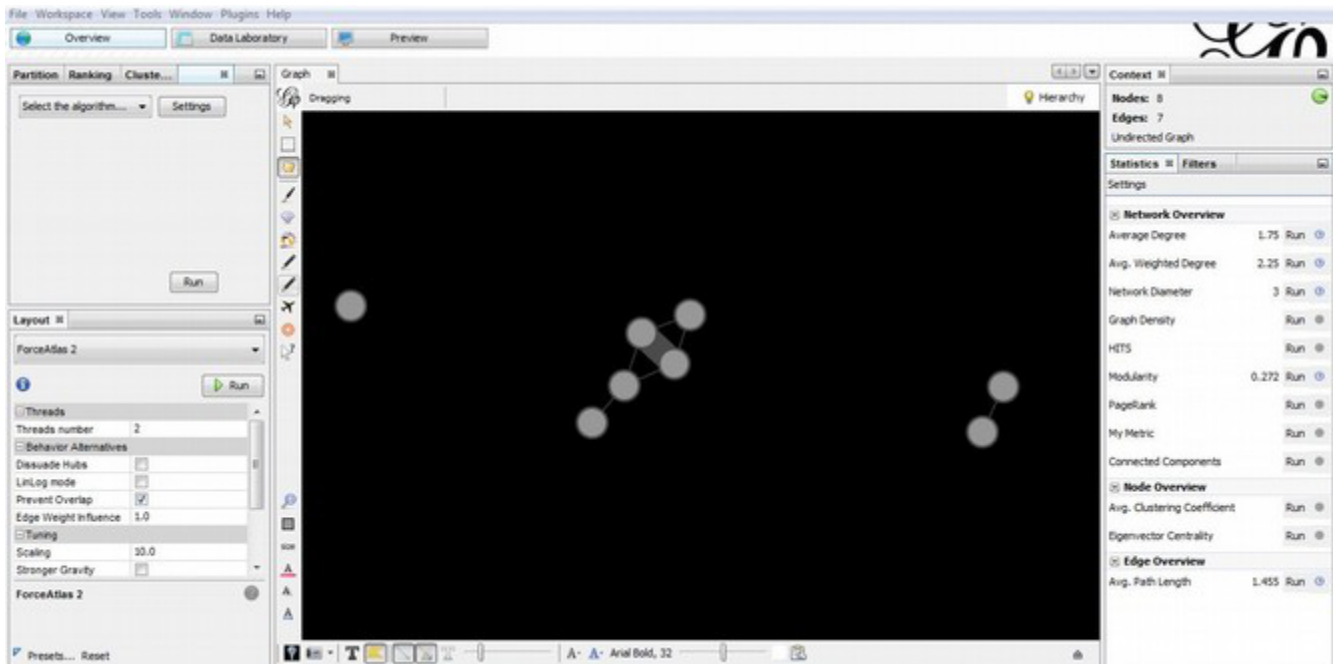 File Workspace View Tools Window Plugins Help
Overview Data Laboratory Preview
Partition Ranking Cluste...
Select the algorithm... Settings
Run
Layout
ForceAtlas 2
Run
Threads
Threads number 2
Behavior Alternatives
Dissuade Hubs
LinLog mode
Prevent Overlap
Edge Weight Influence 1.0
Tuning
Scaling 10.0
Stronger Gravity
ForceAtlas 2
Presets... Reset
Graph
Dragging Hierarchy
T A- A- Arial Bold, 32
Context
Nodes: 8
Edges: 7
Undirected Graph
Statistics Filters
Settings
Network Overview
Average Degree 1.75 Run
Avg. Weighted Degree 2.25 Run
Network Diameter 3 Run
Graph Density Run
HITS Run
Modularity 0.272 Run
PageRank Run
My Metric Run
Connected Components Run
Node Overview
Avg. Clustering Coefficient Run
Eigenvector Centrality Run
Edge Overview
Avg. Path Length 1.455 Run